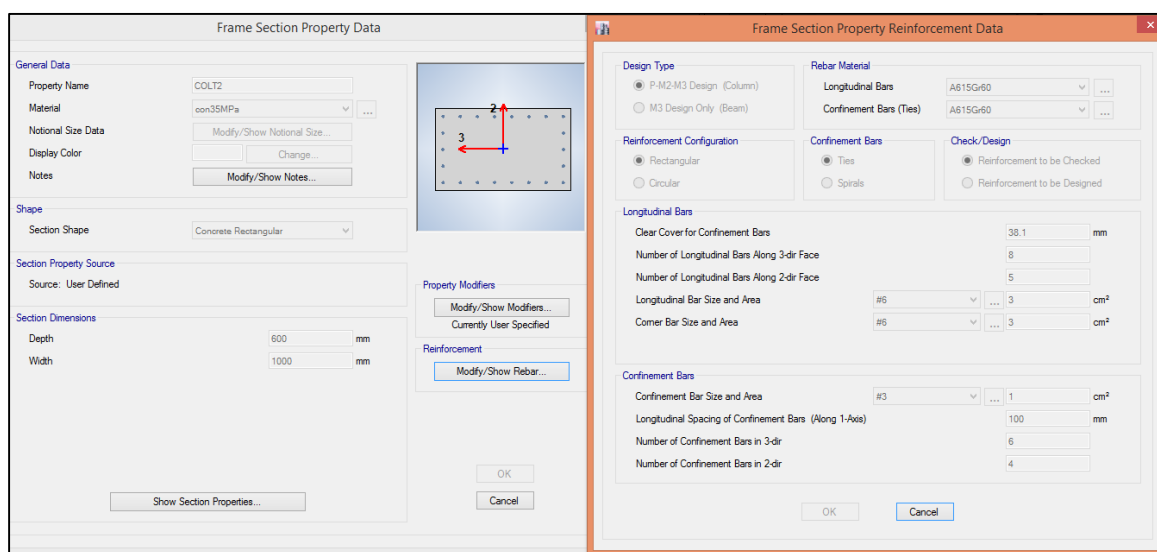 Frame Section Property Data
General Data
Property Name COLT2
Material con35MPa ...
Notional Size Data Modify/Show Notional Size...
Display Color Change...
Notes Modify/Show Notes...
2
3
Shape
Section Shape Concrete Rectangular
Section Property Source
Source: User Defined
Section Dimensions
Depth 600 mm
Width 1000 mm
Show Section Properties...
Property Modifiers
Modify/Show Modifiers...
Currently User Specified
Reinforcement
Modify/Show Rebar...
OK
Cancel
Frame Section Property Reinforcement Data
Design Type
P-M2-M3 Design (Column)
M3 Design Only (Beam)
Rebar Material
Longitudinal Bars A615Gr60 ...
Confinement Bars (Ties) A615Gr60 ...
Reinforcement Configuration
Rectangular
Circular
Confinement Bars
Ties
Spirals
Check/Design
Reinforcement to be Checked
Reinforcement to be Designed
Longitudinal Bars
Clear Cover for Confinement Bars 38.1 mm
Number of Longitudinal Bars Along 3-dir Face 8
Number of Longitudinal Bars Along 2-dir Face 5
Longitudinal Bar Size and Area #6 ... 3 cm²
Corner Bar Size and Area #6 ... 3 cm²
Confinement Bars
Confinement Bar Size and Area #3 ... 1 cm²
Longitudinal Spacing of Confinement Bars (Along 1-Axis) 100 mm
Number of Confinement Bars in 3-dir 6
Number of Confinement Bars in 2-dir 4
OK
Cancel